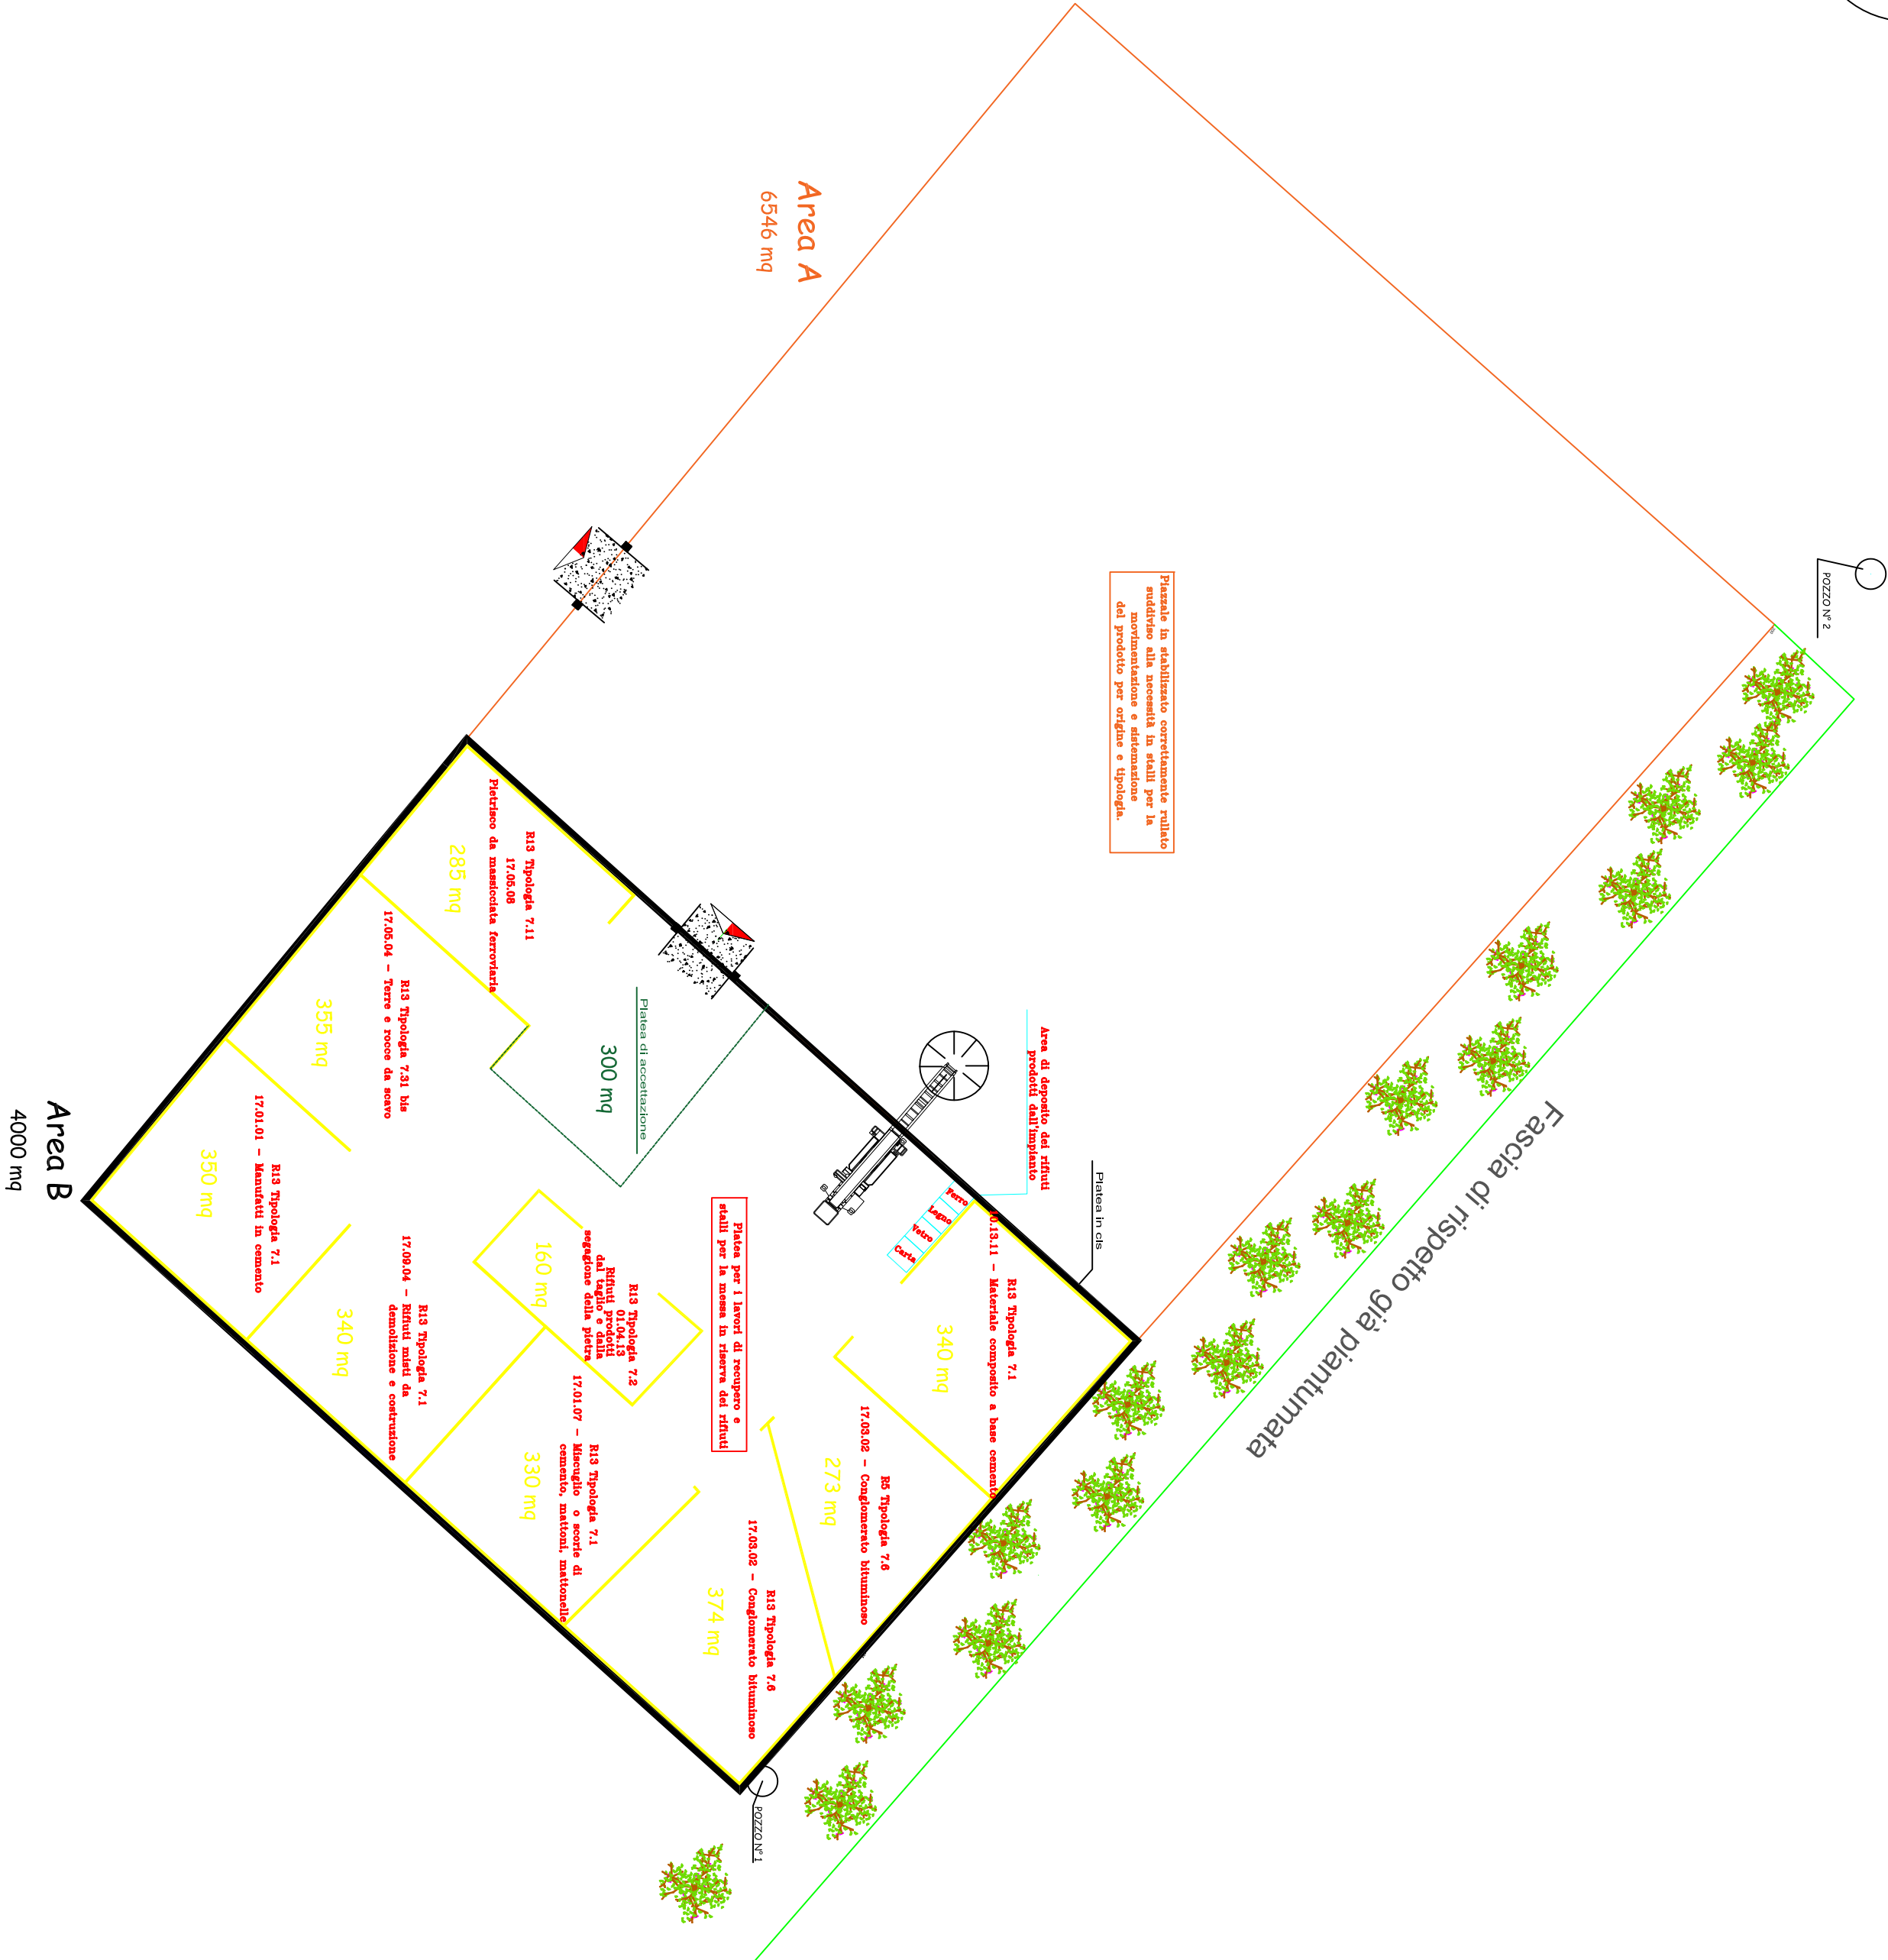 POZZO N° 2
Fascia di rispetto già piantumata
Piazzale in stabilizzato correttamente rullato
suddiviso alla necessità in stalli per la
movimentazione e sistemazione
del prodotto per origine e tipologia.
Area A
6546 mq
Platea in cls
Area di deposito dei rifiuti
prodotti dall'impianto
Ferro
Legno
Vetro
Carta
R13 Tipologia 7.1
10.13.11 – Materiale composito a base cemento
340 mq
R5 Tipologia 7.6
17.03.02 – Conglomerato bituminoso
273 mq
R13 Tipologia 7.6
17.03.02 – Conglomerato bituminoso
374 mq
POZZO N° 1
Platea per i lavori di recupero e
stalli per la messa in riserva dei rifiuti
Platea di accettazione
300 mq
R13 Tipologia 7.2
01.04.13
Rifiuti prodotti
dal taglio e dalla
segagione della pietra
160 mq
R13 Tipologia 7.1
17.01.07 – Miscuglio o scorie di
cemento, mattoni, mattonelle
330 mq
R13 Tipologia 7.11
17.05.08
Pietrisco da massicciata ferroviaria
285 mq
R13 Tipologia 7.31 bis
17.05.04 – Terre e rocce da scavo
355 mq
R13 Tipologia 7.1
17.09.04 – Rifiuti misti da
demolizione e costruzione
340 mq
R13 Tipologia 7.1
17.01.01 – Manufatti in cemento
350 mq
Area B
4000 mq